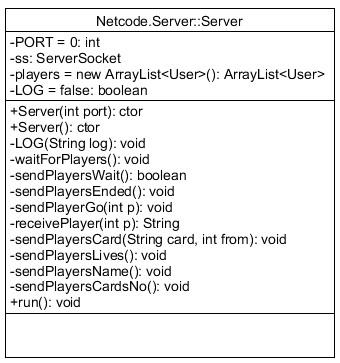 Netcode.Server::Server
-PORT = 0: int
-ss: ServerSocket
-players = new ArrayList<User>(): ArrayList<User>
-LOG = false: boolean
+Server(int port): ctor
+Server(): ctor
-LOG(String log): void
-waitForPlayers(): void
-sendPlayersWait(): boolean
-sendPlayersEnded(): void
-sendPlayerGo(int p): void
-receivePlayer(int p): String
-sendPlayersCard(String card, int from): void
-sendPlayersLives(): void
-sendPlayersName(): void
-sendPlayersCardsNo(): void
+run(): void